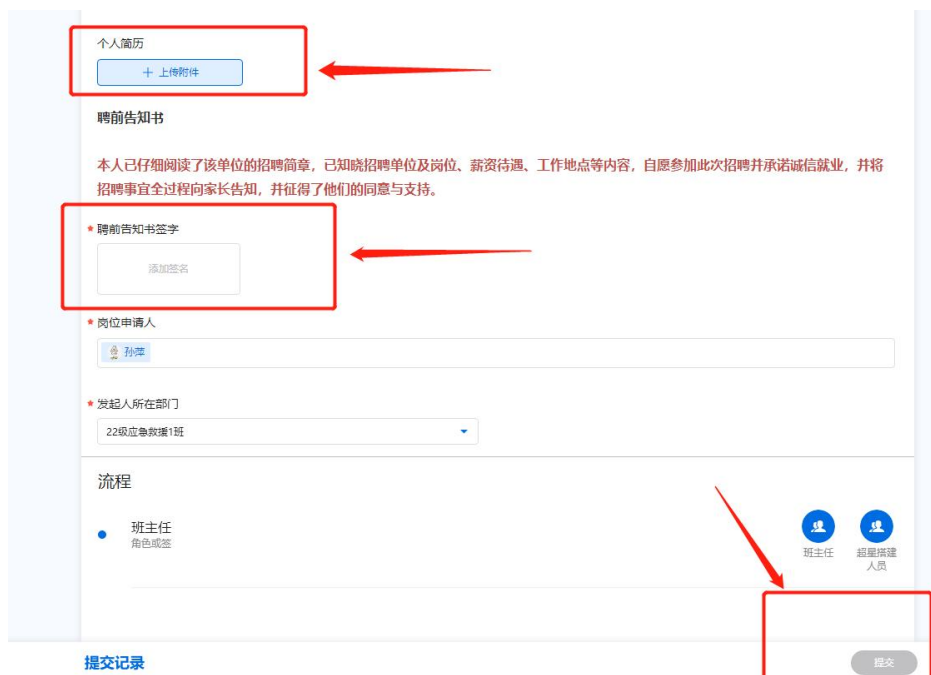 个人简历
+ 上传附件
聘前告知书
本人已仔细阅读了该单位的招聘简章，已知晓招聘单位及岗位、薪资待遇、工作地点等内容，自愿参加此次招聘并承诺诚信就业，并将
招聘事宜全过程向家长告知，并征得了他们的同意与支持。
* 聘前告知书签字
添加签名
* 岗位申请人
孙萍
* 发起人所在部门
22级应急救援1班
流程
班主任
角色或签
班主任
超星搭建
人员
提交记录
提交